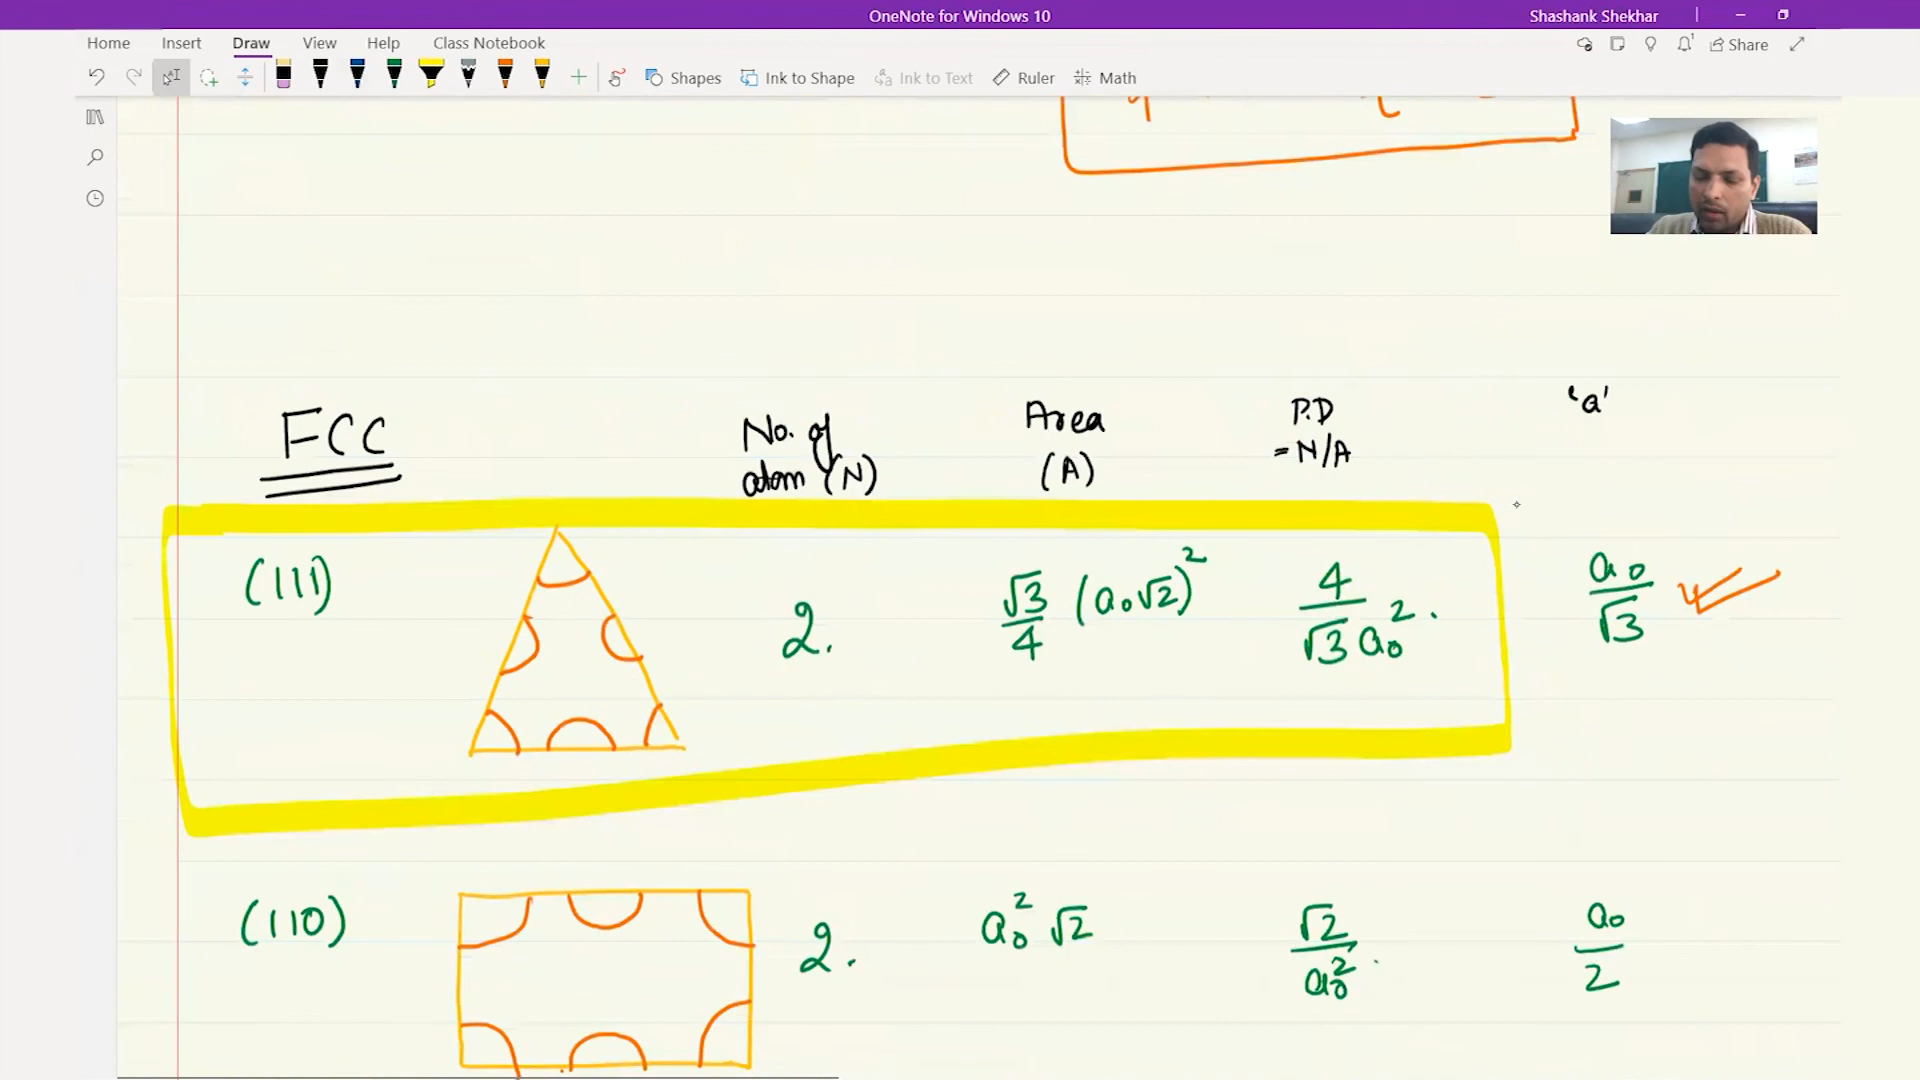 OneNote for Windows 10
Shashank Shekhar
Home Insert Draw View Help Class Notebook
Share
Shapes Ink to Shape Ink to Text Ruler Math
FCC
No. of
atom (N)
Area
(A)
P.D
= N/A
'a'
(111)
2.
√3/4 (a₀√2)²
4/√3a₀².
a₀/√3
(110)
2.
a₀²√2
√2/a₀².
a₀/2